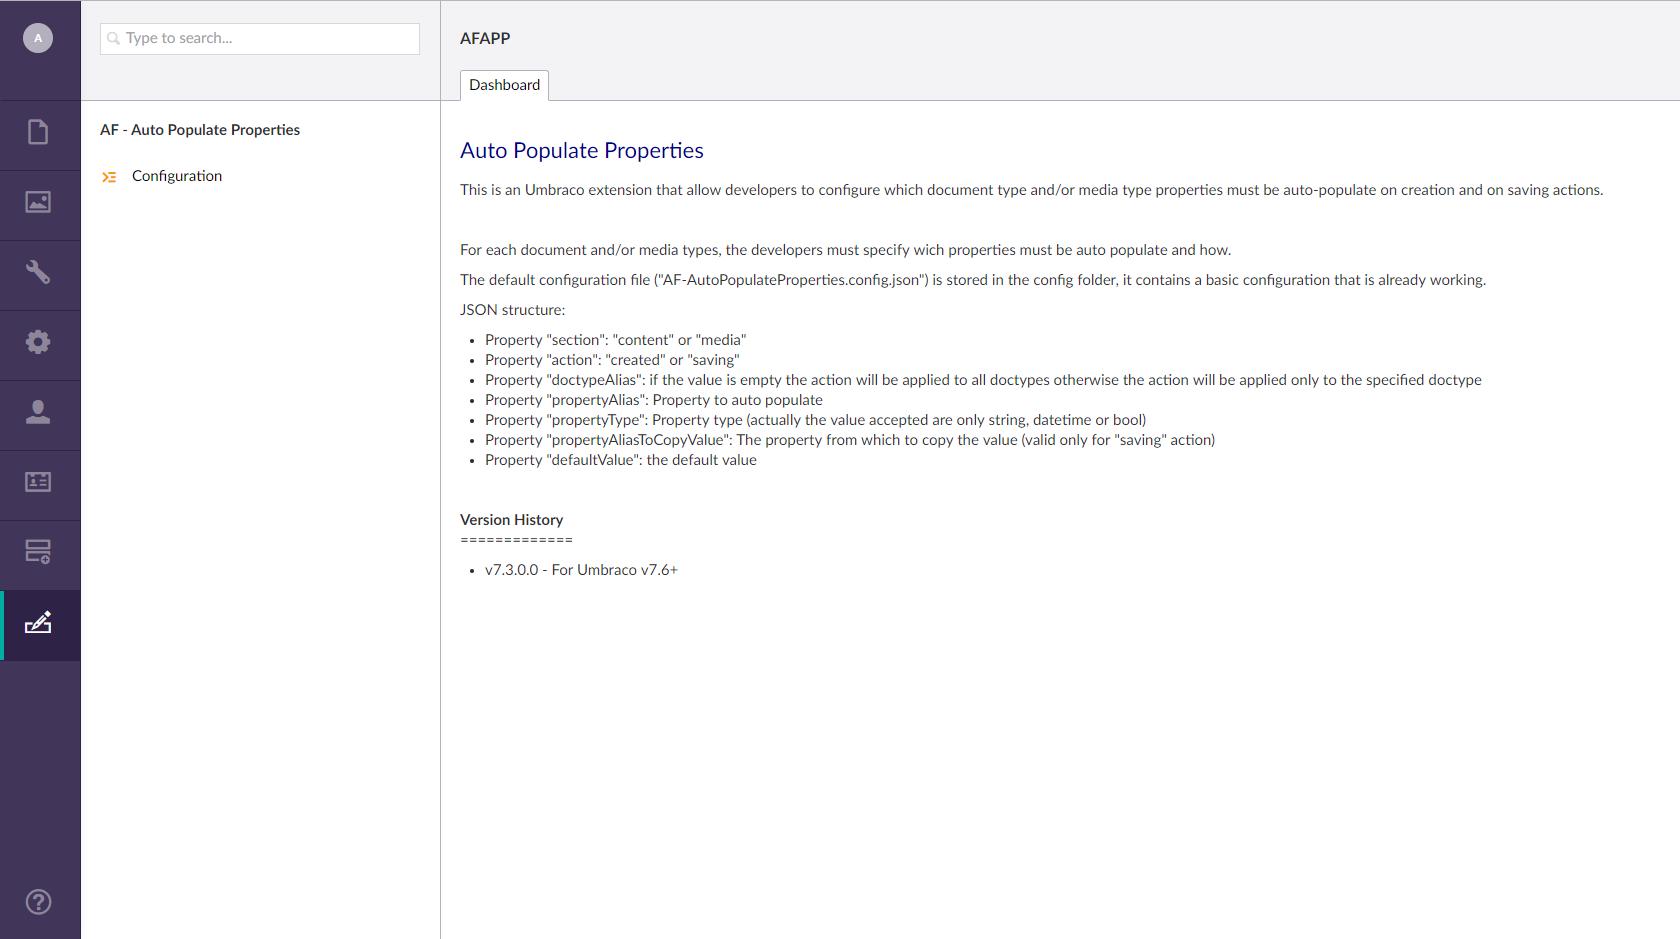 A
Type to search...
AFAPP
Dashboard
AF - Auto Populate Properties
Configuration
Auto Populate Properties
This is an Umbraco extension that allow developers to configure which document type and/or media type properties must be auto-populate on creation and on saving actions.
For each document and/or media types, the developers must specify wich properties must be auto populate and how.
The default configuration file ("AF-AutoPopulateProperties.config.json") is stored in the config folder, it contains a basic configuration that is already working.
JSON structure:
• Property "section": "content" or "media"
• Property "action": "created" or "saving"
• Property "doctypeAlias": if the value is empty the action will be applied to all doctypes otherwise the action will be applied only to the specified doctype
• Property "propertyAlias": Property to auto populate
• Property "propertyType": Property type (actually the value accepted are only string, datetime or bool)
• Property "propertyAliasToCopyValue": The property from which to copy the value (valid only for "saving" action)
• Property "defaultValue": the default value
Version History
=============
• v7.3.0.0 - For Umbraco v7.6+
?